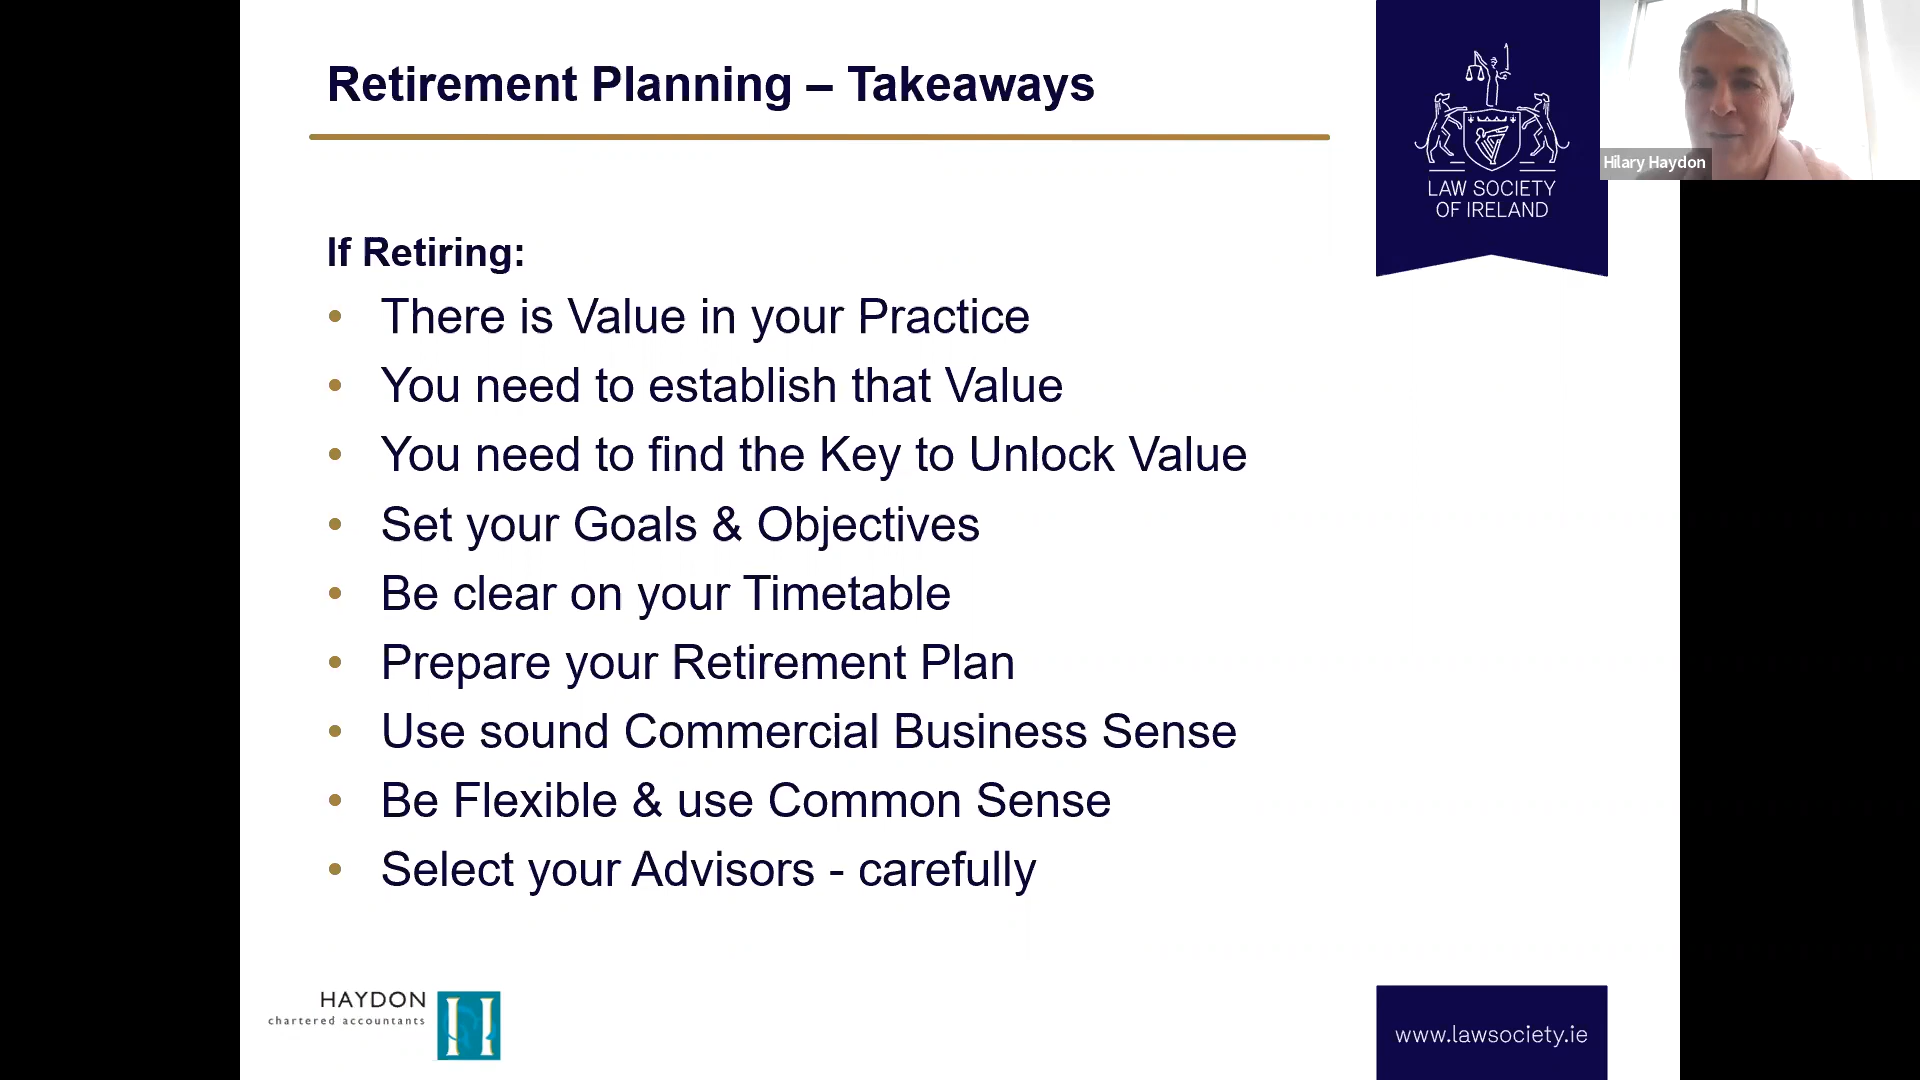 Retirement Planning – Takeaways
LAW SOCIETY
OF IRELAND
Hilary Haydon
If Retiring:
• There is Value in your Practice
• You need to establish that Value
• You need to find the Key to Unlock Value
• Set your Goals & Objectives
• Be clear on your Timetable
• Prepare your Retirement Plan
• Use sound Commercial Business Sense
• Be Flexible & use Common Sense
• Select your Advisors - carefully
HAYDON
chartered accountants
H
www.lawsociety.ie